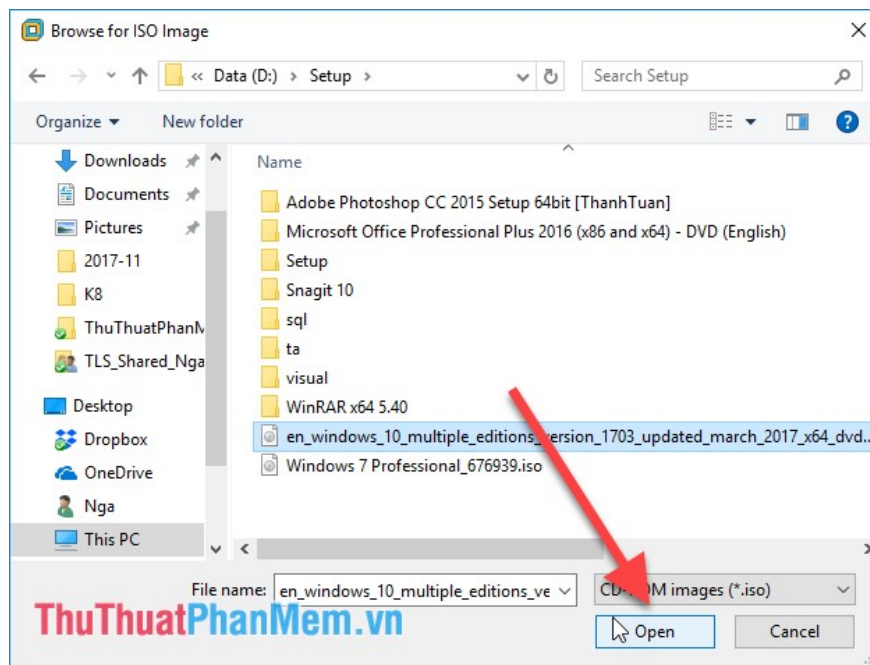 Browse for ISO Image
« Data (D:) > Setup >
Search Setup
Organize
New folder
Downloads
Documents
Pictures
2017-11
K8
ThuThuatPhanM
TLS_Shared_Nga
Desktop
Dropbox
OneDrive
Nga
This PC
Name
Adobe Photoshop CC 2015 Setup 64bit [ThanhTuan]
Microsoft Office Professional Plus 2016 (x86 and x64) - DVD (English)
Setup
Snagit 10
sql
ta
visual
WinRAR x64 5.40
en_windows_10_multiple_editions_version_1703_updated_march_2017_x64_dvd...
Windows 7 Professional_676939.iso
File name: en_windows_10_multiple_editions_ve
CD-ROM images (*.iso)
Open
Cancel
ThuThuatPhanMem.vn